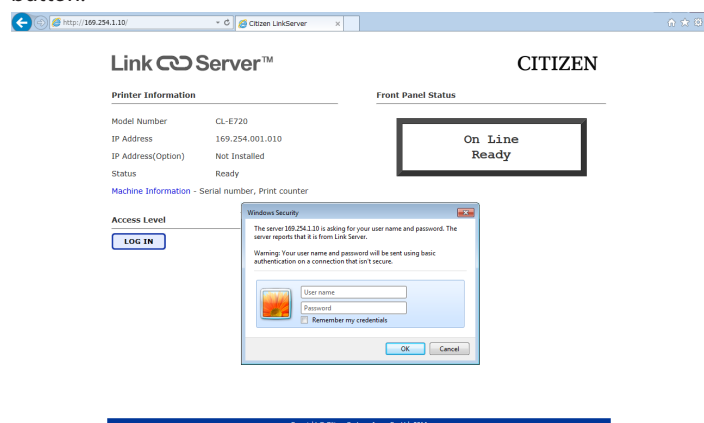 button.
http://169.254.1.10/
Citizen LinkServer
Link Server™
CITIZEN
Printer Information
Front Panel Status
Model Number CL-E720
IP Address 169.254.001.010
IP Address(Option) Not Installed
Status Ready
On Line
Ready
Machine Information - Serial number, Print counter
Access Level
LOG IN
Windows Security
The server 169.254.1.10 is asking for your user name and password. The
server reports that it is from Link Server.
Warning: Your user name and password will be sent using basic
authentication on a connection that isn't secure.
User name
Password
Remember my credentials
OK Cancel